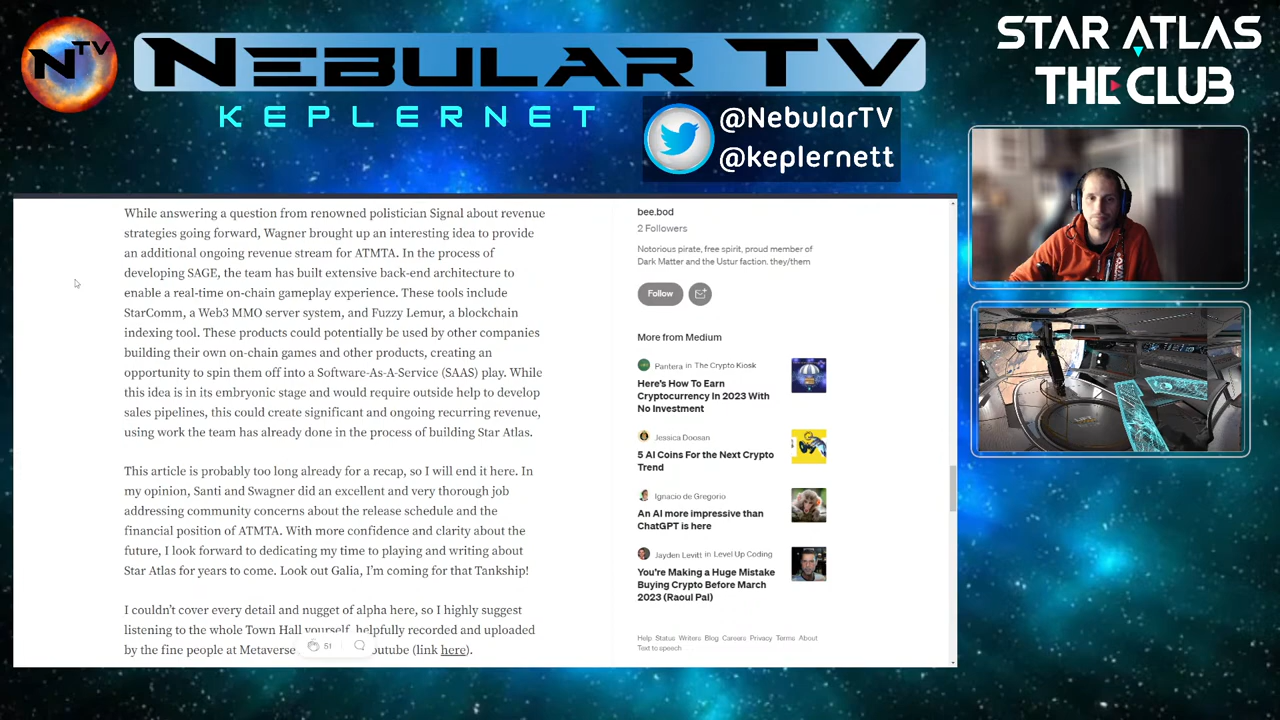 NTV
NEBULAR TV
KEPLERNET
@NebularTV
@keplernett
STAR ATLAS
THE CLUB
While answering a question from renowned polistician Signal about revenue
strategies going forward, Wagner brought up an interesting idea to provide
an additional ongoing revenue stream for ATMTA. In the process of
developing SAGE, the team has built extensive back-end architecture to
enable a real-time on-chain gameplay experience. These tools include
StarComm, a Web3 MMO server system, and Fuzzy Lemur, a blockchain
indexing tool. These products could potentially be used by other companies
building their own on-chain games and other products, creating an
opportunity to spin them off into a Software-As-A-Service (SAAS) play. While
this idea is in its embryonic stage and would require outside help to develop
sales pipelines, this could create significant and ongoing recurring revenue,
using work the team has already done in the process of building Star Atlas.
This article is probably too long already for a recap, so I will end it here. In
my opinion, Santi and Swagner did an excellent and very thorough job
addressing community concerns about the release schedule and the
financial position of ATMTA. With more confidence and clarity about the
future, I look forward to dedicating my time to playing and writing about
Star Atlas for years to come. Look out Galia, I'm coming for that Tankship!
I couldn't cover every detail and nugget of alpha here, so I highly suggest
listening to the whole Town Hall yourself, helpfully recorded and uploaded
by the fine people at Metaverse outube (link here).
51
bee.bod
2 Followers
Notorious pirate, free spirit, proud member of
Dark Matter and the Ustur faction. they/them
Follow
More from Medium
Pantera in The Crypto Kiosk
Here's How To Earn
Cryptocurrency In 2023 With
No Investment
Jessica Doosan
5 AI Coins For the Next Crypto
Trend
Ignacio de Gregorio
An AI more impressive than
ChatGPT is here
Jayden Levitt in Level Up Coding
You're Making a Huge Mistake
Buying Crypto Before March
2023 (Raoul Pal)
Help Status Writers Blog Careers Privacy Terms About
Text to speech